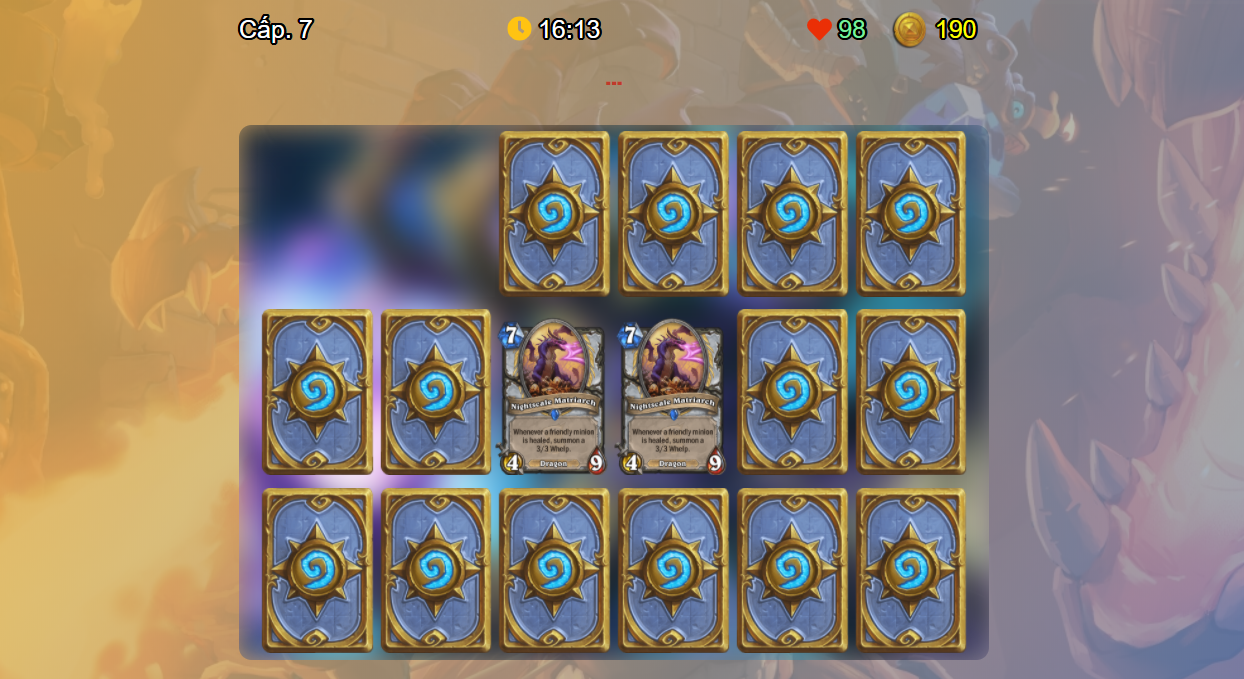 Cấp. 7
16:13
98
190
---
7
Nightscale Matriarch
Whenever a friendly minion
is healed, summon a
3/3 Whelp.
4
Dragon
9
7
Nightscale Matriarch
Whenever a friendly minion
is healed, summon a
3/3 Whelp.
4
Dragon
9